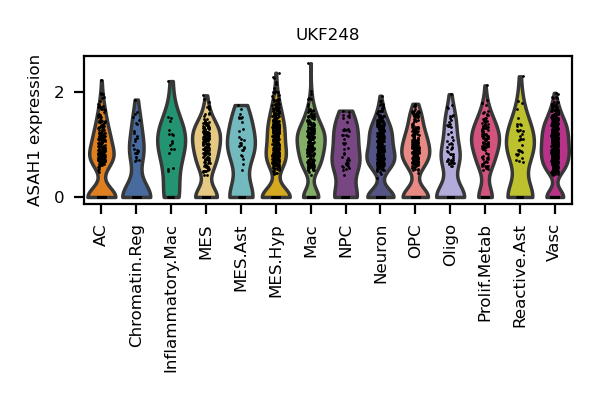 UKF248
ASAH1 expression
2
0
AC
Chromatin.Reg
Inflammatory.Mac
MES
MES.Ast
MES.Hyp
Mac
NPC
Neuron
OPC
Oligo
Prolif.Metab
Reactive.Ast
Vasc